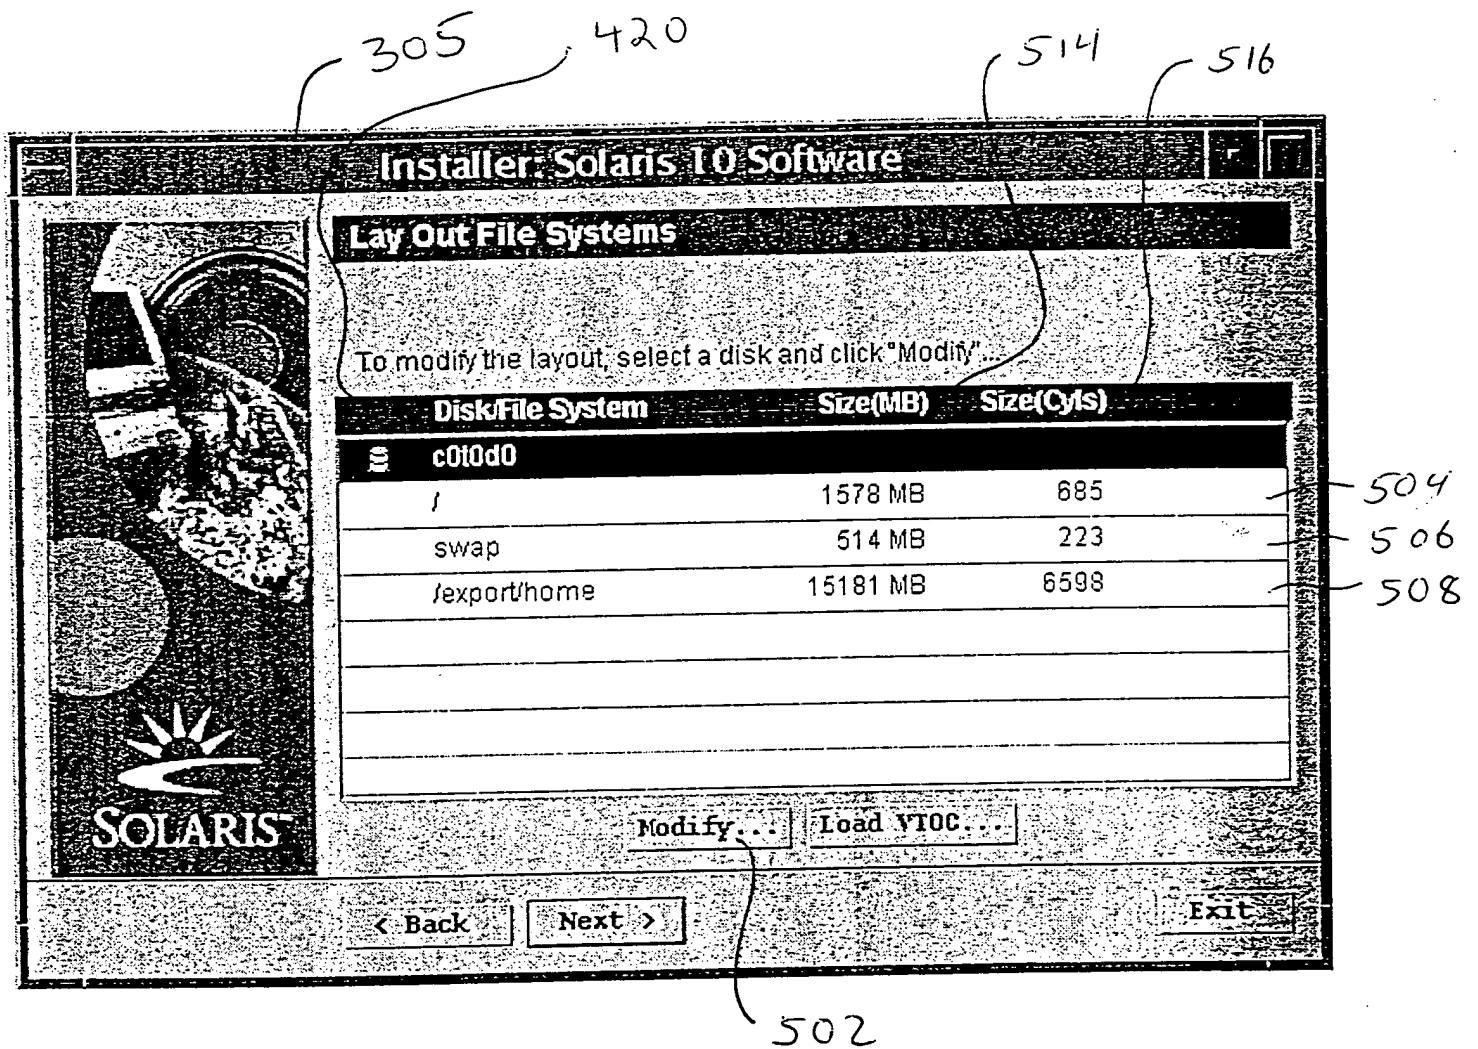 305
420
514
516
Installer: Solaris 10 Software
Lay Out File Systems
To modify the layout, select a disk and click "Modify"...
Disk/File System Size(MB) Size(Cyls)
c0t0d0
/ 1578 MB 685
504
swap 514 MB 223
506
/export/home 15181 MB 6598
508
SOLARIS
Modify... Load VTOC...
< Back Next > Exit
502